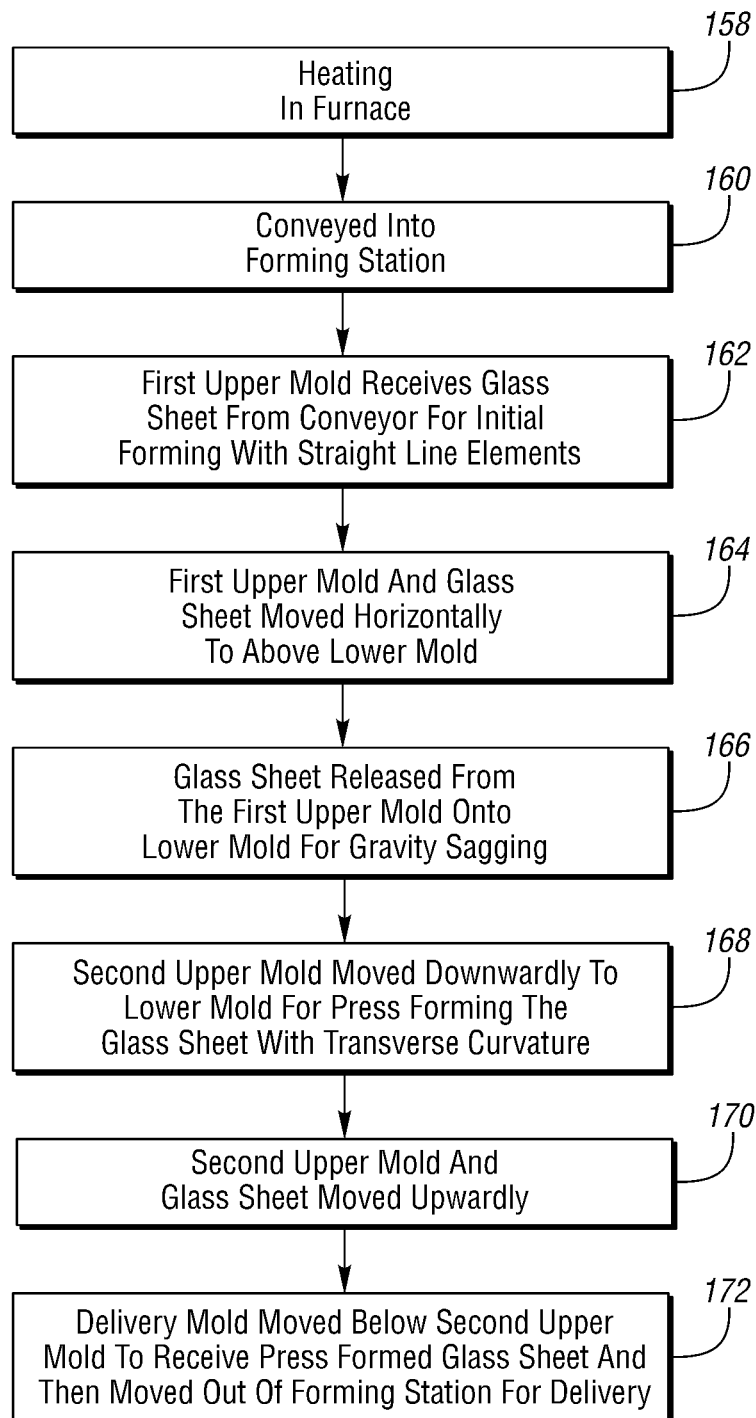 158
Heating
In Furnace
160
Conveyed Into
Forming Station
162
First Upper Mold Receives Glass
Sheet From Conveyor For Initial
Forming With Straight Line Elements
164
First Upper Mold And Glass
Sheet Moved Horizontally
To Above Lower Mold
166
Glass Sheet Released From
The First Upper Mold Onto
Lower Mold For Gravity Sagging
168
Second Upper Mold Moved Downwardly To
Lower Mold For Press Forming The
Glass Sheet With Transverse Curvature
170
Second Upper Mold And
Glass Sheet Moved Upwardly
172
Delivery Mold Moved Below Second Upper
Mold To Receive Press Formed Glass Sheet And
Then Moved Out Of Forming Station For Delivery